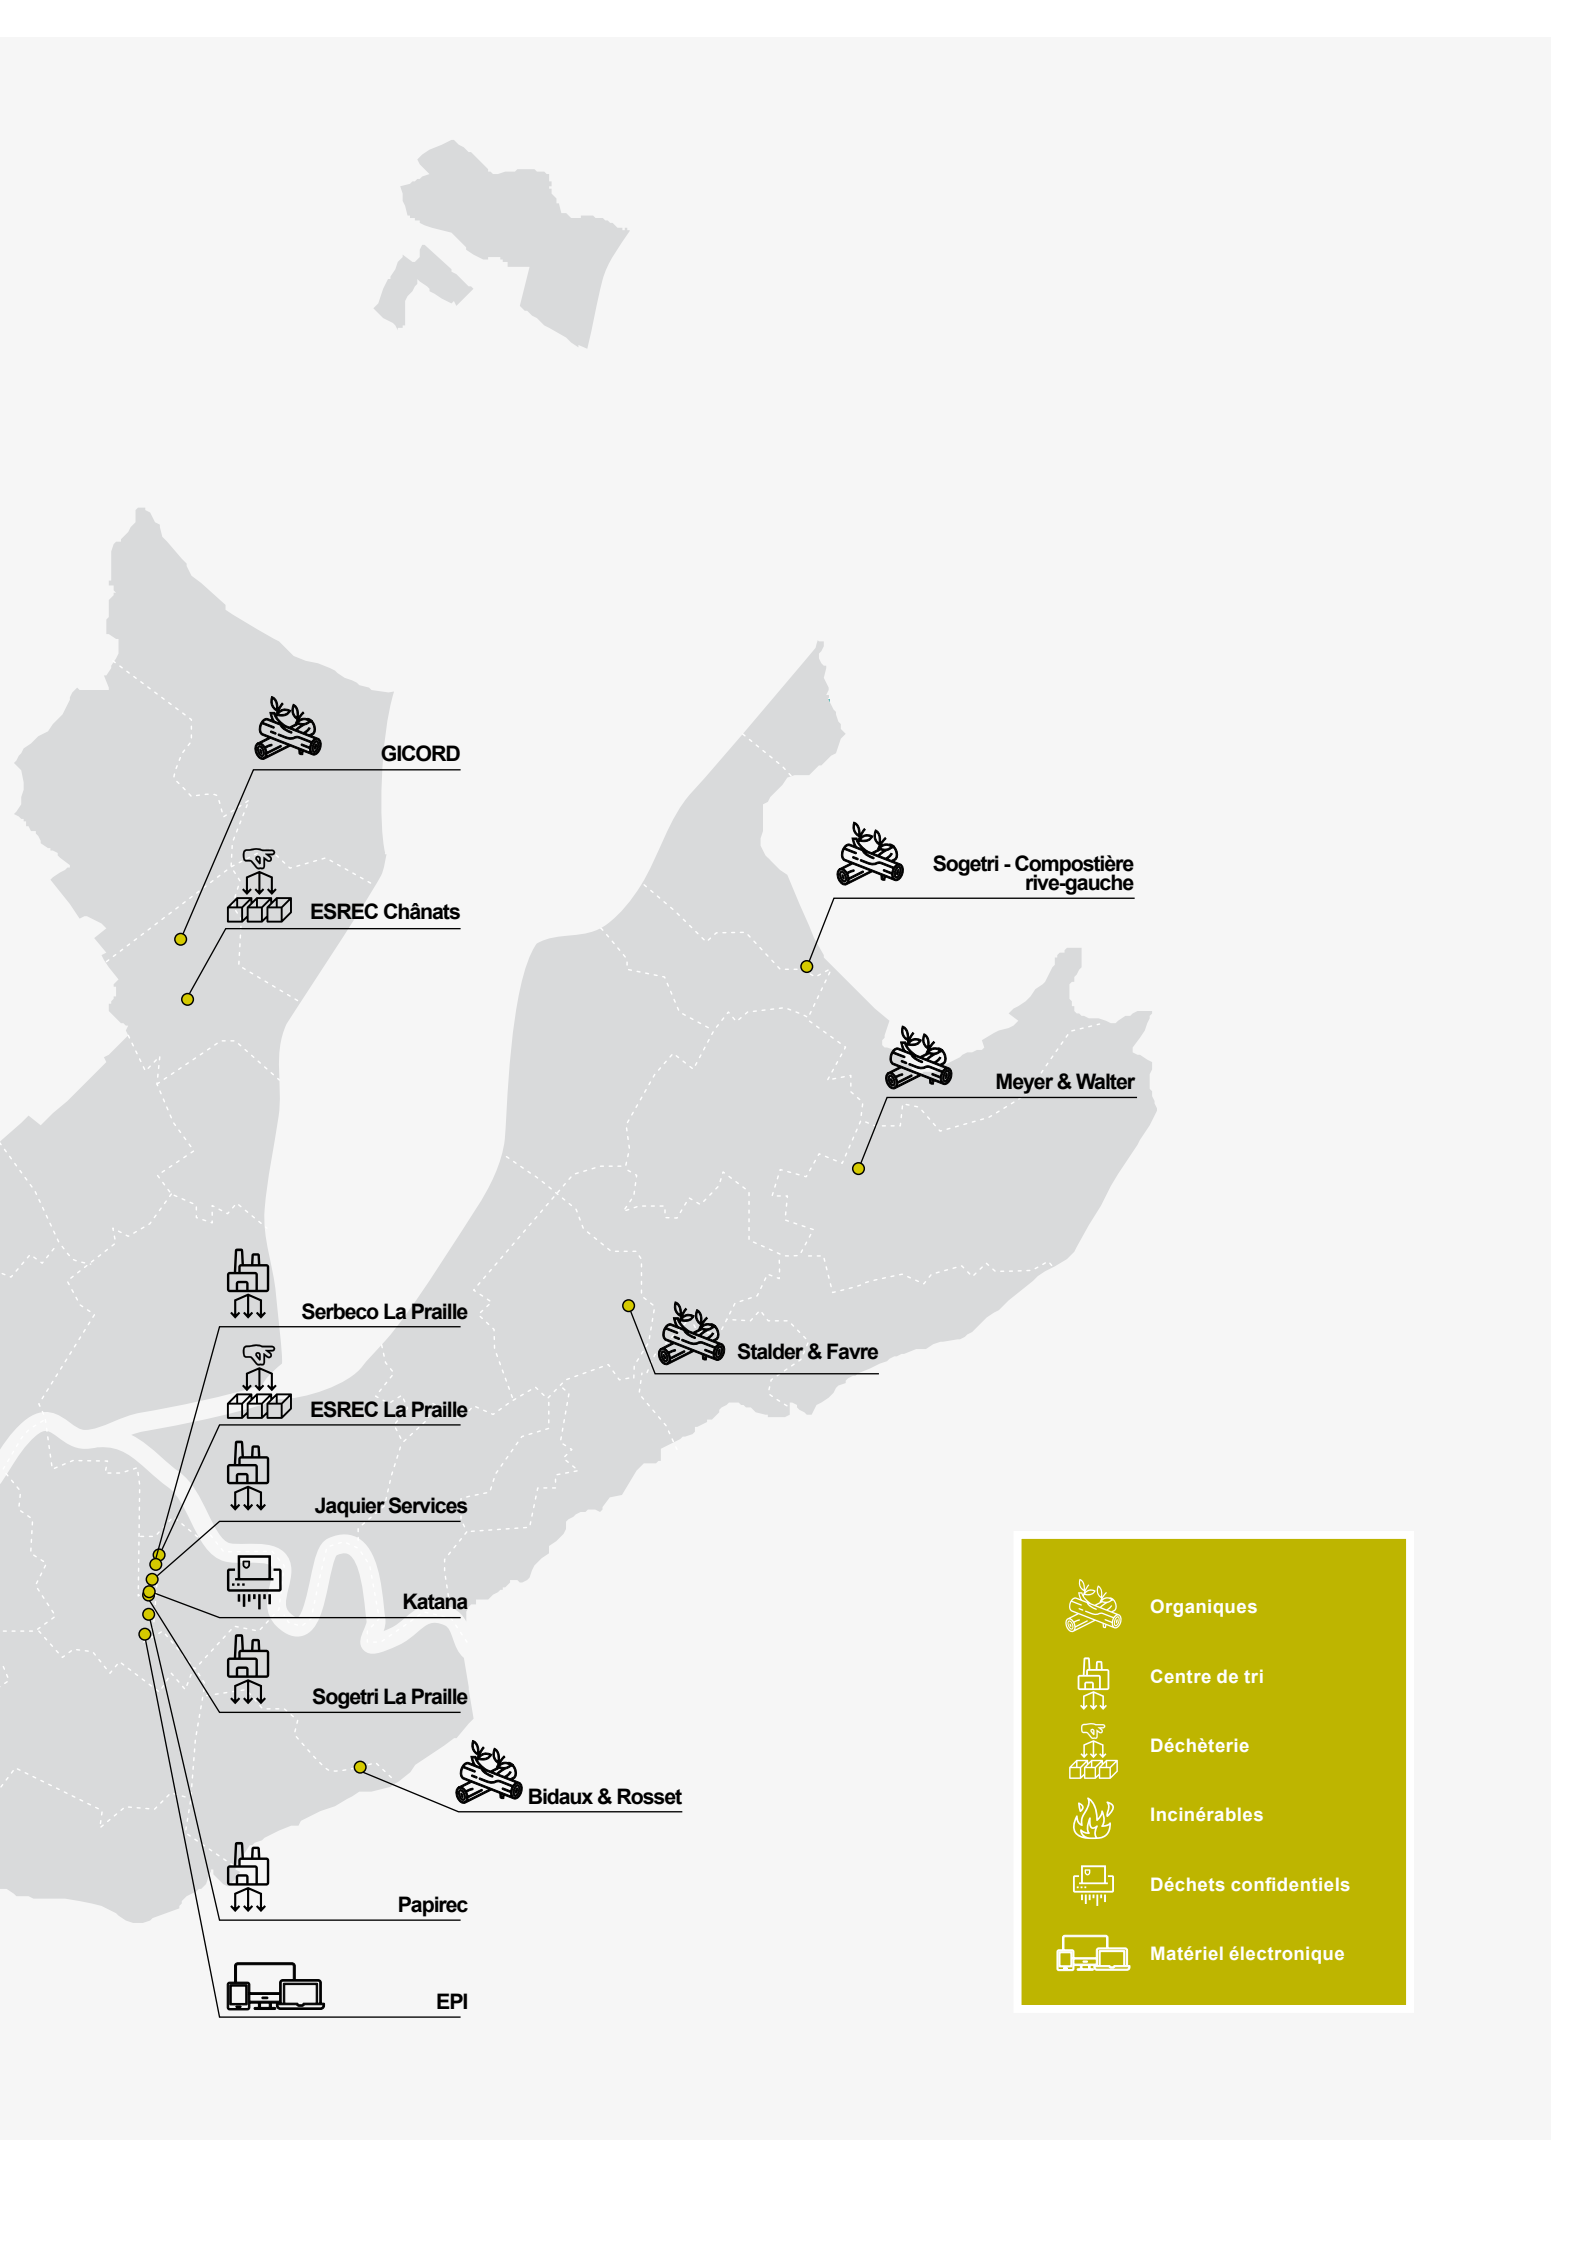 GICORD
ESREC Chânats
Sogetri - Compostière
rive-gauche
Meyer & Walter
Serbeco La Praille
Stalder & Favre
ESREC La Praille
Jaquier Services
Katana
Sogetri La Praille
Bidaux & Rosset
Papirec
EPI
Organiques
Centre de tri
Déchèterie
Incinérables
Déchets confidentiels
Matériel électronique